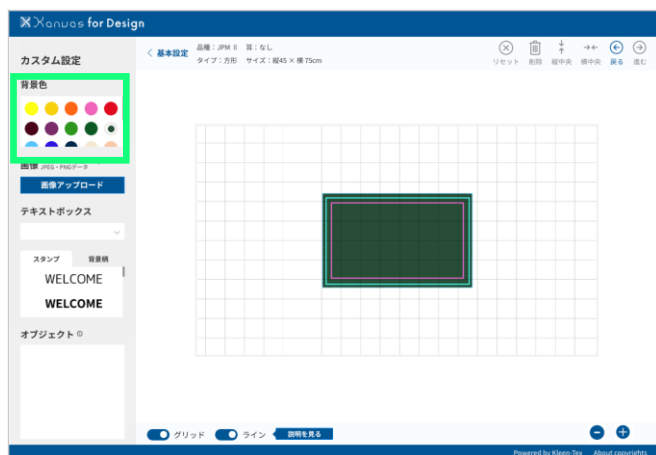 Xanvas for Design
カスタム設定
基本設定
品種：JPM II 耳：なし
タイプ：方形 サイズ：縦45 × 横 75cm
リセット 削除 縦中央 横中央 戻る 進む
背景色
画像 JPEG・PNGデータ
画像アップロード
テキストボックス
スタンプ 背景柄
WELCOME
WELCOME
オブジェクト
グリッド ライン 説明を見る
Powered by Kleen-Tex About copyrights